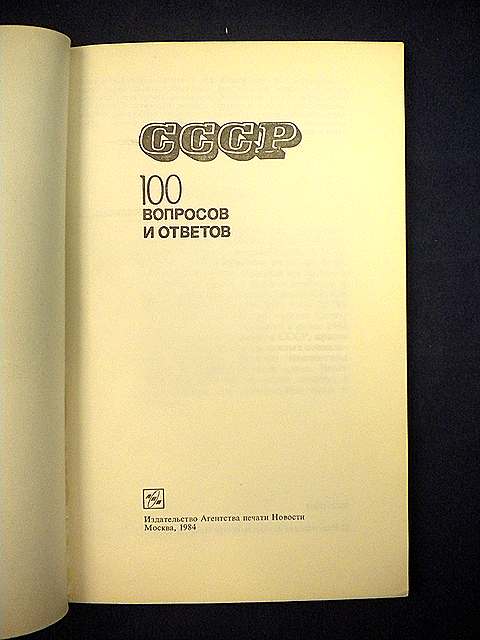 СССР
100
ВОПРОСОВ
И ОТВЕТОВ
Издательство Агентства печати Новости
Москва, 1984